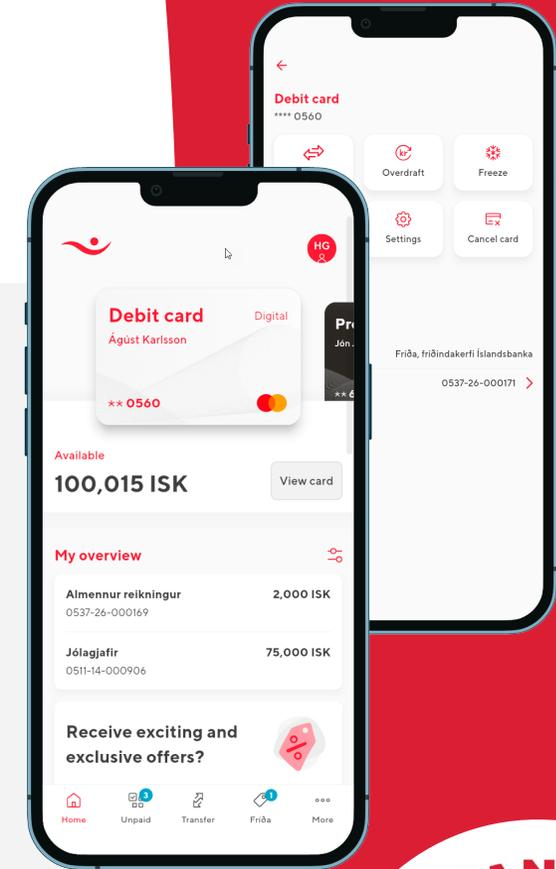 Debit card
**** 0560
Overdraft
Freeze
Settings
Cancel card
Fríða, fríðindakerfi Íslandsbanka
0537-26-000171
HG
Debit card
Digital
Ágúst Karlsson
** 0560
Jón
Available
100,015 ISK
View card
My overview
Almennur reikningur
2,000 ISK
0537-26-000169
Jólagjafir
75,000 ISK
0511-14-000906
Receive exciting and
exclusive offers?
3
1
Home
Unpaid
Transfer
Fríða
More